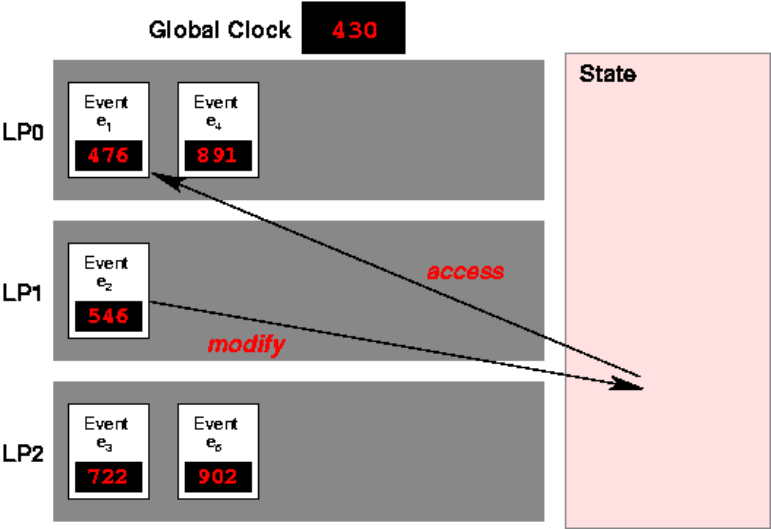 Global Clock 430
State
LP0
Event
e1
476
Event
e4
891
access
LP1
Event
e2
546
modify
LP2
Event
e3
722
Event
e5
902